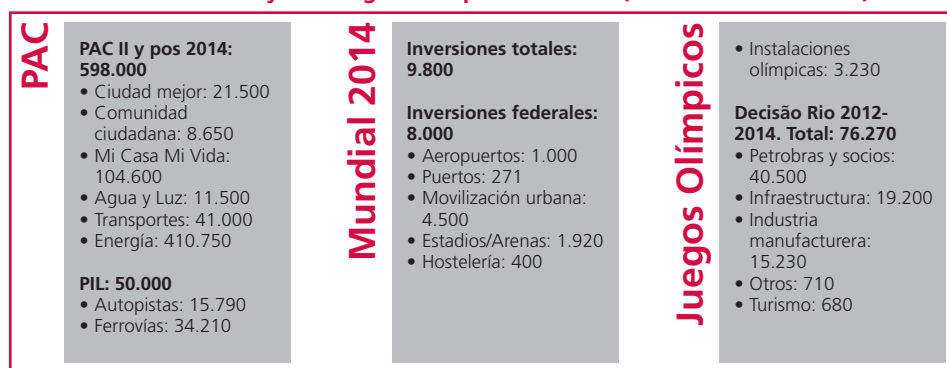 PAC
PAC II y pos 2014:
598.000
• Ciudad mejor: 21.500
• Comunidad
ciudadana: 8.650
• Mi Casa Mi Vida:
104.600
• Agua y Luz: 11.500
• Transportes: 41.000
• Energía: 410.750
PIL: 50.000
• Autopistas: 15.790
• Ferrovías: 34.210
Mundial 2014
Inversiones totales:
9.800
Inversiones federales:
8.000
• Aeropuertos: 1.000
• Puertos: 271
• Movilización urbana:
4.500
• Estadios/Arenas: 1.920
• Hostelería: 400
Juegos Olímpicos
• Instalaciones
olímpicas: 3.230
Decisão Rio 2012-
2014. Total: 76.270
• Petrobras y socios:
40.500
• Infraestructura: 19.200
• Industria
manufacturera:
15.230
• Otros: 710
• Turismo: 680